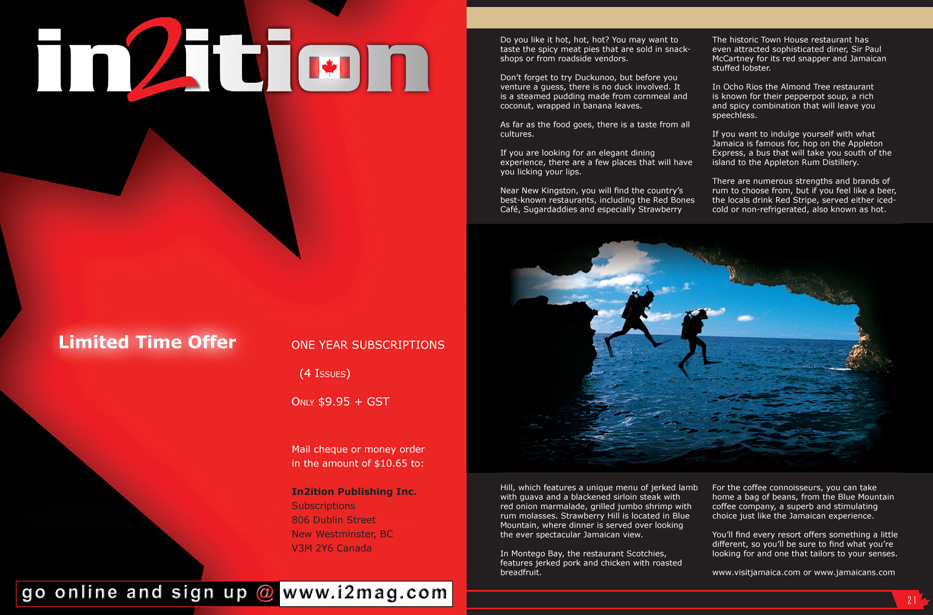 in2ition
Limited Time Offer
ONE YEAR SUBSCRIPTIONS
(4 ISSUES)
ONLY $9.95 + GST
Mail cheque or money order
in the amount of $10.65 to:
In2ition Publishing Inc.
Subscriptions
806 Dublin Street
New Westminster, BC
V3M 2Y6 Canada
go online and sign up @ www.i2mag.com
Do you like it hot, hot, hot? You may want to
taste the spicy meat pies that are sold in snack-
shops or from roadside vendors.
Don't forget to try Duckunoo, but before you
venture a guess, there is no duck involved. It
is a steamed pudding made from cornmeal and
coconut, wrapped in banana leaves.
As far as the food goes, there is a taste from all
cultures.
If you are looking for an elegant dining
experience, there are a few places that will have
you licking your lips.
Near New Kingston, you will find the country's
best-known restaurants, including the Red Bones
Café, Sugardaddies and especially Strawberry
Hill, which features a unique menu of jerked lamb
with guava and a blackened sirloin steak with
red onion marmalade, grilled jumbo shrimp with
rum molasses. Strawberry Hill is located in Blue
Mountain, where dinner is served over looking
the ever spectacular Jamaican view.
In Montego Bay, the restaurant Scotchies,
features jerked pork and chicken with roasted
breadfruit.
The historic Town House restaurant has
even attracted sophisticated diner, Sir Paul
McCartney for its red snapper and Jamaican
stuffed lobster.
In Ocho Rios the Almond Tree restaurant
is known for their pepperpot soup, a rich
and spicy combination that will leave you
speechless.
If you want to indulge yourself with what
Jamaica is famous for, hop on the Appleton
Express, a bus that will take you south of the
island to the Appleton Rum Distillery.
There are numerous strengths and brands of
rum to choose from, but if you feel like a beer,
the locals drink Red Stripe, served either iced-
cold or non-refrigerated, also known as hot.
For the coffee connoisseurs, you can take
home a bag of beans, from the Blue Mountain
coffee company, a superb and stimulating
choice just like the Jamaican experience.
You'll find every resort offers something a little
different, so you'll be sure to find what you're
looking for and one that tailors to your senses.
www.visitjamaica.com or www.jamaicans.com
21